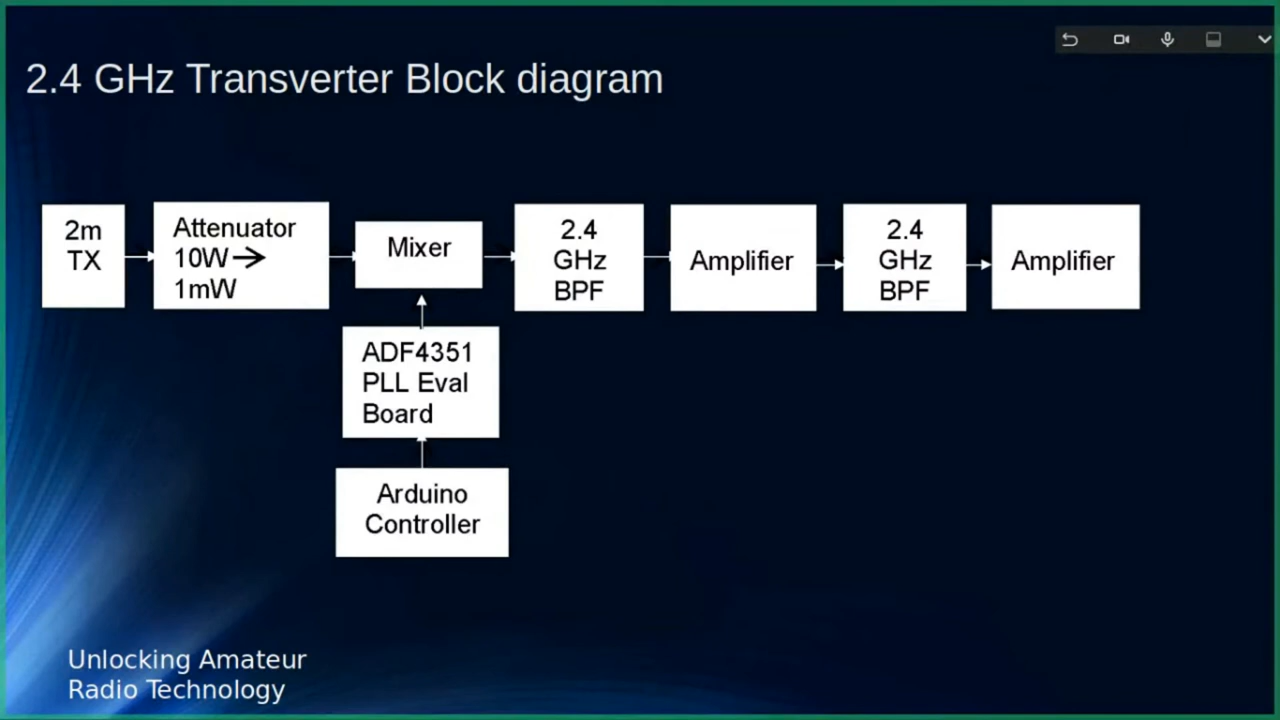 2.4 GHz Transverter Block diagram
2m
TX
Attenuator
10W→
1mW
Mixer
2.4
GHz
BPF
Amplifier
2.4
GHz
BPF
Amplifier
ADF4351
PLL Eval
Board
Arduino
Controller
Unlocking Amateur
Radio Technology